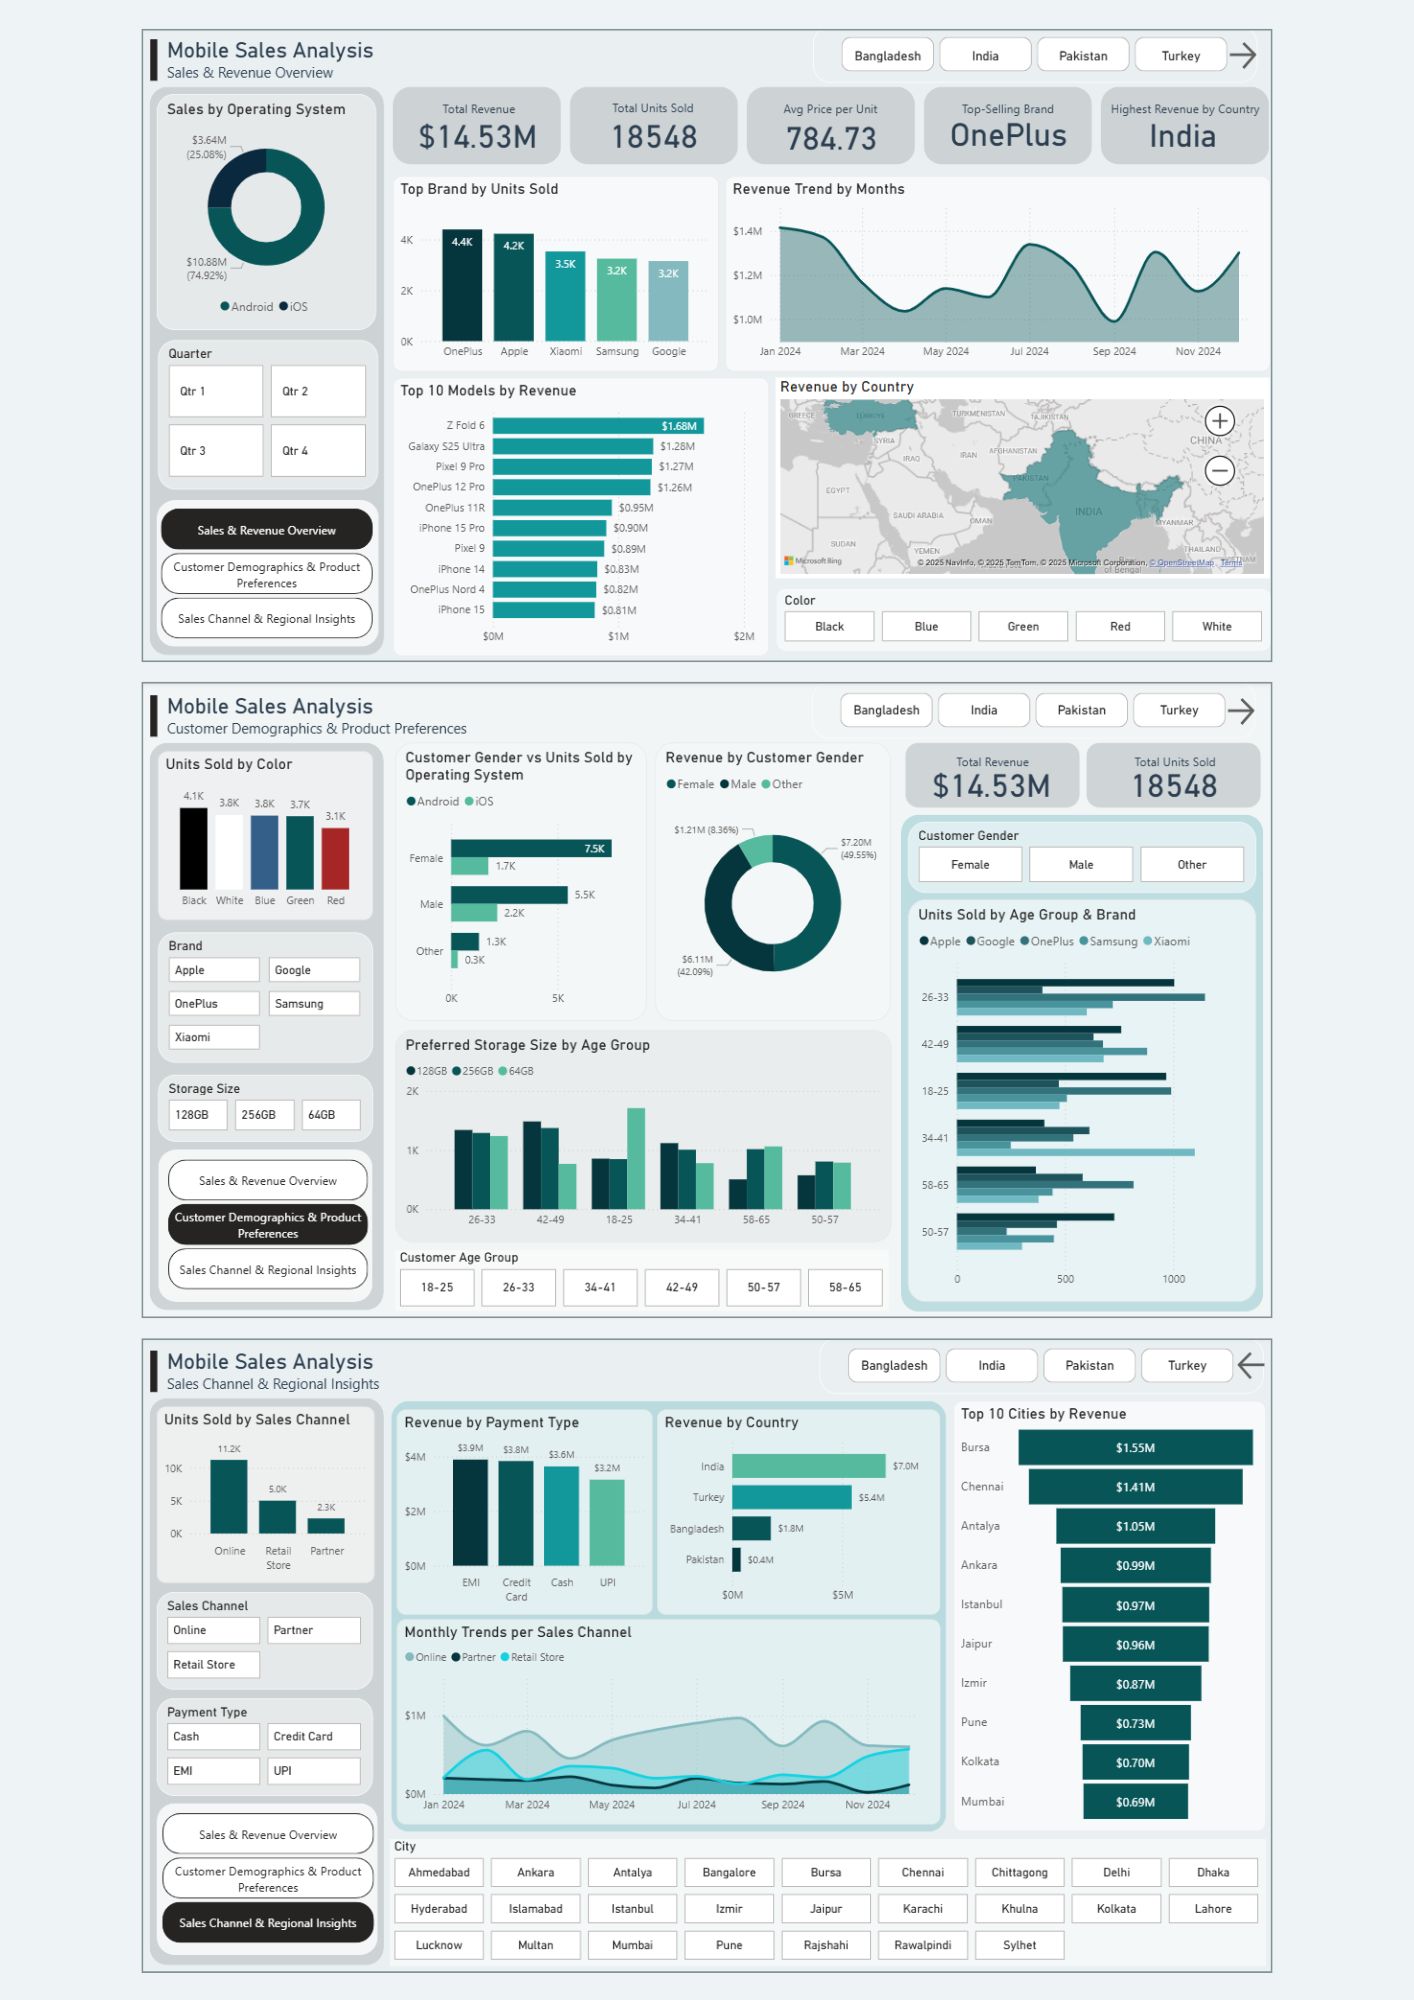 Mobile Sales Analysis
Sales & Revenue Overview
Bangladesh
India
Pakistan
Turkey
Sales by Operating System
$3.64M
(25.08%)
$10.88M
(74.92%)
Android iOS
Quarter
Qtr 1
Qtr 2
Qtr 3
Qtr 4
Sales & Revenue Overview
Customer Demographics & Product
Preferences
Sales Channel & Regional Insights
Total Revenue
$14.53M
Total Units Sold
18548
Avg Price per Unit
784.73
Top-Selling Brand
OnePlus
Highest Revenue by Country
India
Top Brand by Units Sold
4K
2K
0K
4.4K
4.2K
3.5K
3.2K
3.2K
OnePlus Apple Xiaomi Samsung Google
Revenue Trend by Months
$1.4M
$1.2M
$1.0M
Jan 2024 Mar 2024 May 2024 Jul 2024 Sep 2024 Nov 2024
Top 10 Models by Revenue
Z Fold 6 $1.68M
Galaxy S25 Ultra $1.28M
Pixel 9 Pro $1.27M
OnePlus 12 Pro $1.26M
OnePlus 11R $0.95M
iPhone 15 Pro $0.90M
Pixel 9 $0.89M
iPhone 14 $0.83M
OnePlus Nord 4 $0.82M
iPhone 15 $0.81M
$0M $1M $2M
Revenue by Country
GREECE
TÜRKİYE
TURKMENISTAN
TAJIKISTAN
SYRIA
IRAQ
IRAN
AFGHANISTAN
CHINA
EGYPT
PAKISTAN
SAUDI ARABIA
OMAN
INDIA
MYANMAR
SUDAN
YEMEN
THAILAND
Bay
of Bengal
Microsoft Bing
© 2025 NavInfo, © 2025 TomTom, © 2025 Microsoft Corporation, © OpenStreetMap Terms
Color
Black
Blue
Green
Red
White
Mobile Sales Analysis
Customer Demographics & Product Preferences
Bangladesh
India
Pakistan
Turkey
Units Sold by Color
4.1K
3.8K
3.8K
3.7K
3.1K
Black White Blue Green Red
Brand
Apple
Google
OnePlus
Samsung
Xiaomi
Storage Size
128GB
256GB
64GB
Sales & Revenue Overview
Customer Demographics & Product
Preferences
Sales Channel & Regional Insights
Customer Gender vs Units Sold by
Operating System
Android iOS
Female 7.5K
1.7K
Male 5.5K
2.2K
Other 1.3K
0.3K
0K 5K
Revenue by Customer Gender
Female Male Other
$1.21M (8.36%)
$7.20M
(49.55%)
$6.11M
(42.09%)
Preferred Storage Size by Age Group
128GB 256GB 64GB
2K
1K
0K
26-33 42-49 18-25 34-41 58-65 50-57
Customer Age Group
18-25
26-33
34-41
42-49
50-57
58-65
Total Revenue
$14.53M
Total Units Sold
18548
Customer Gender
Female
Male
Other
Units Sold by Age Group & Brand
Apple Google OnePlus Samsung Xiaomi
26-33
42-49
18-25
34-41
58-65
50-57
0 500 1000
Mobile Sales Analysis
Sales Channel & Regional Insights
Bangladesh
India
Pakistan
Turkey
Units Sold by Sales Channel
10K
5K
0K
11.2K
5.0K
2.3K
Online Retail Partner
Store
Sales Channel
Online
Partner
Retail Store
Payment Type
Cash
Credit Card
EMI
UPI
Sales & Revenue Overview
Customer Demographics & Product
Preferences
Sales Channel & Regional Insights
Revenue by Payment Type
$4M
$2M
$0M
$3.9M
$3.8M
$3.6M
$3.2M
EMI Credit Cash UPI
Card
Revenue by Country
India $7.0M
Turkey $5.4M
Bangladesh $1.8M
Pakistan $0.4M
$0M $5M
Monthly Trends per Sales Channel
Online Partner Retail Store
$1M
$0M
Jan 2024 Mar 2024 May 2024 Jul 2024 Sep 2024 Nov 2024
Top 10 Cities by Revenue
Bursa $1.55M
Chennai $1.41M
Antalya $1.05M
Ankara $0.99M
Istanbul $0.97M
Jaipur $0.96M
Izmir $0.87M
Pune $0.73M
Kolkata $0.70M
Mumbai $0.69M
City
Ahmedabad Ankara Antalya Bangalore Bursa Chennai Chittagong Delhi Dhaka
Hyderabad Islamabad Istanbul Izmir Jaipur Karachi Khulna Kolkata Lahore
Lucknow Multan Mumbai Pune Rajshahi Rawalpindi Sylhet